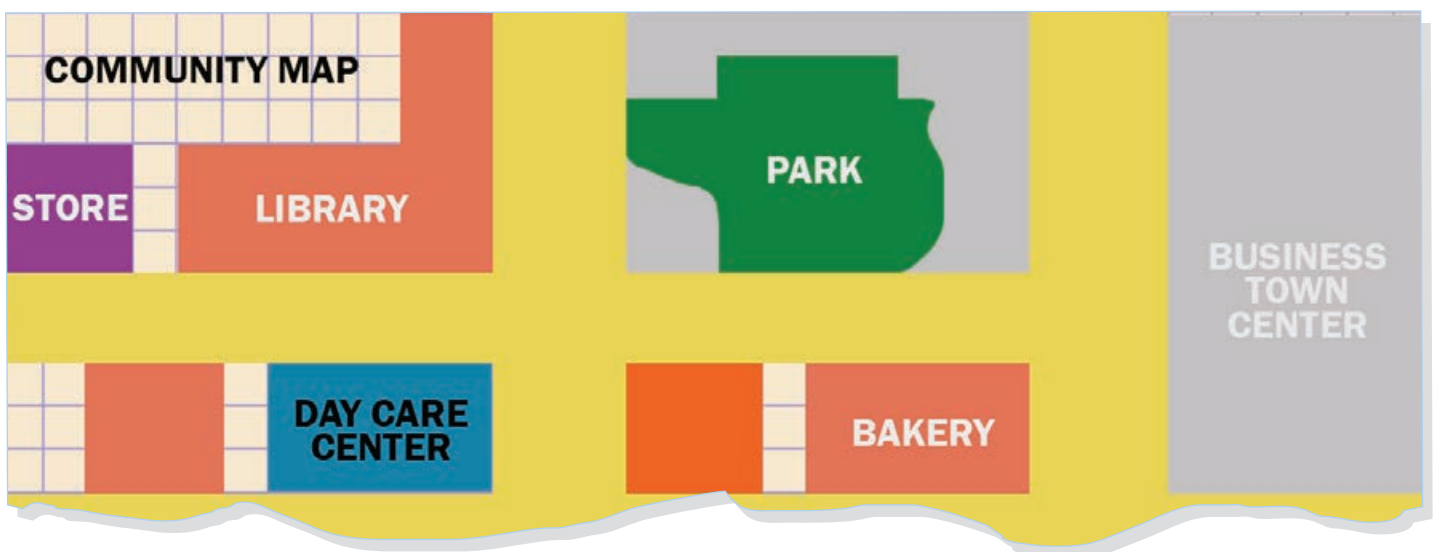 COMMUNITY MAP
STORE
LIBRARY
PARK
BUSINESS
TOWN
CENTER
DAY CARE
CENTER
BAKERY